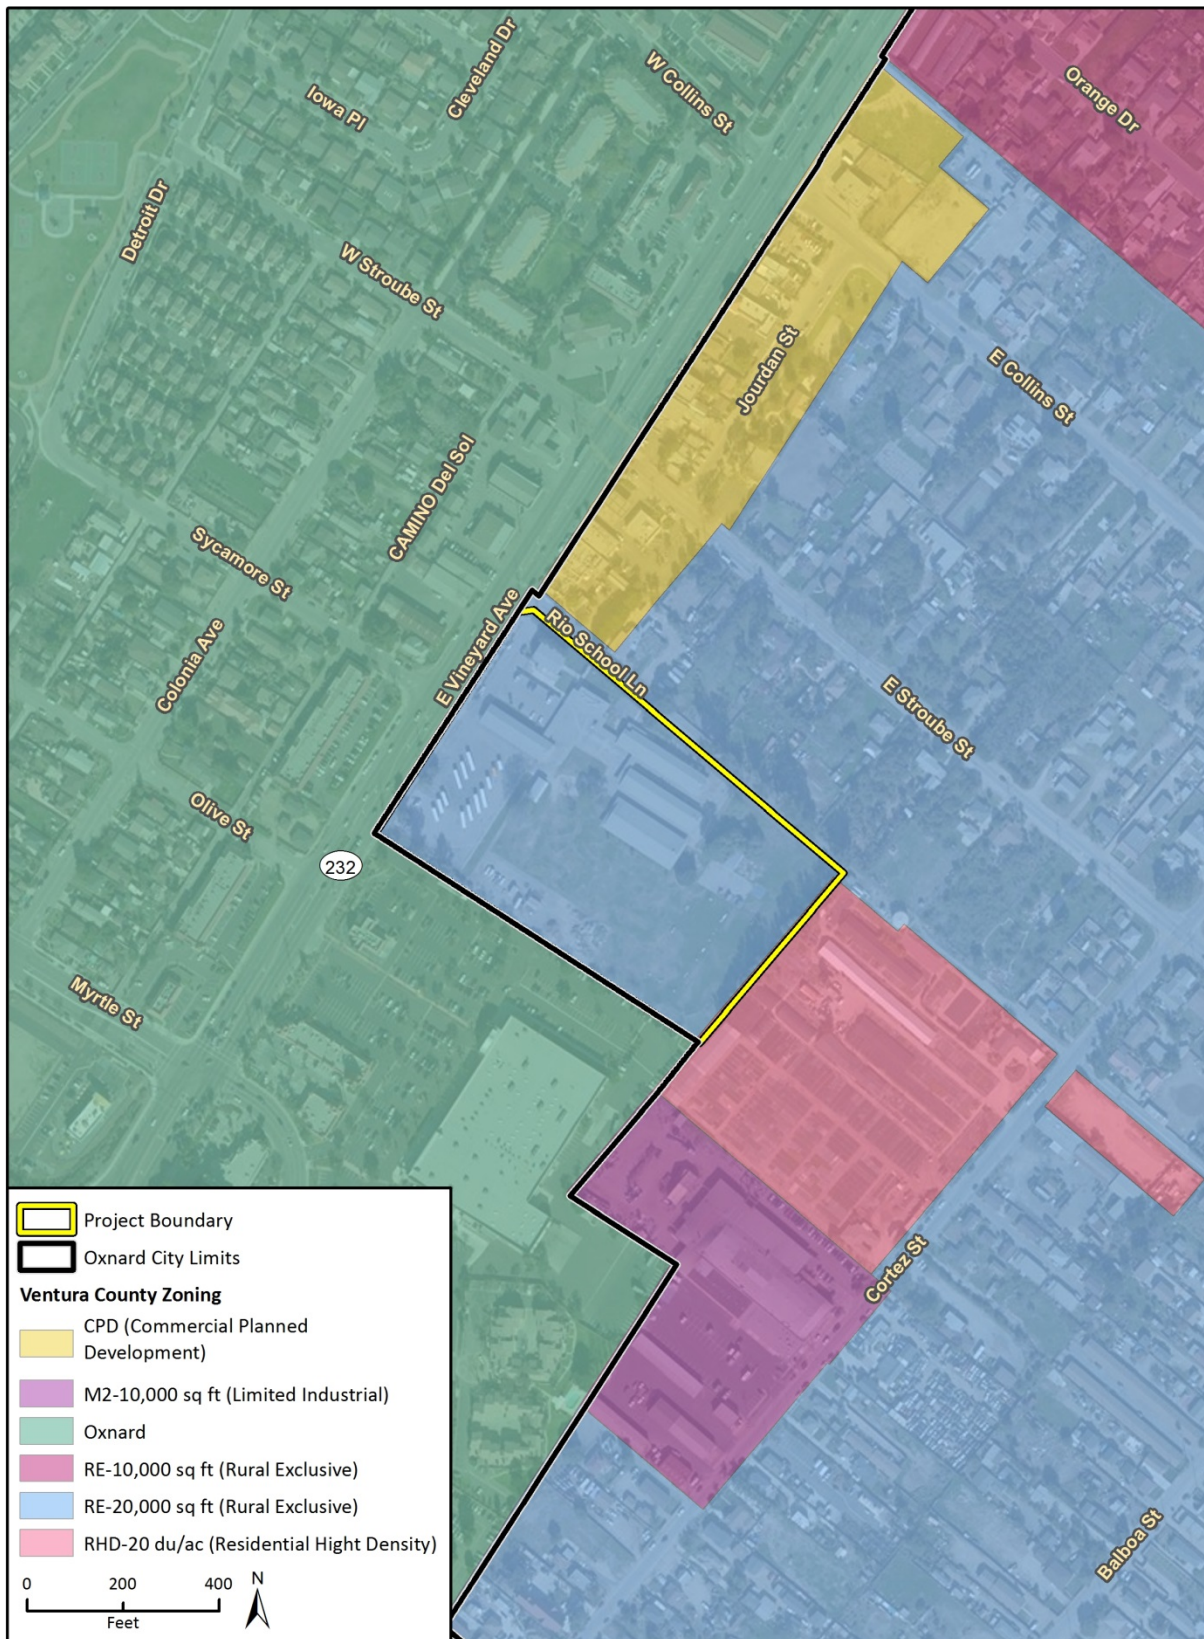 Orange Dr
Cleveland Dr
W Collins St
Iowa Pl
Detroit Dr
W Stroube St
Jourdan St
E Collins St
CAMINO Del Sol
Sycamore St
E Vineyard Ave
Rio School Ln
Colonia Ave
E Stroube St
Olive St
232
Myrtle St
Cortez St
Balboa St
Project Boundary
Oxnard City Limits
Ventura County Zoning
CPD (Commercial Planned
Development)
M2-10,000 sq ft (Limited Industrial)
Oxnard
RE-10,000 sq ft (Rural Exclusive)
RE-20,000 sq ft (Rural Exclusive)
RHD-20 du/ac (Residential Hight Density)
0 200 400 N
Feet